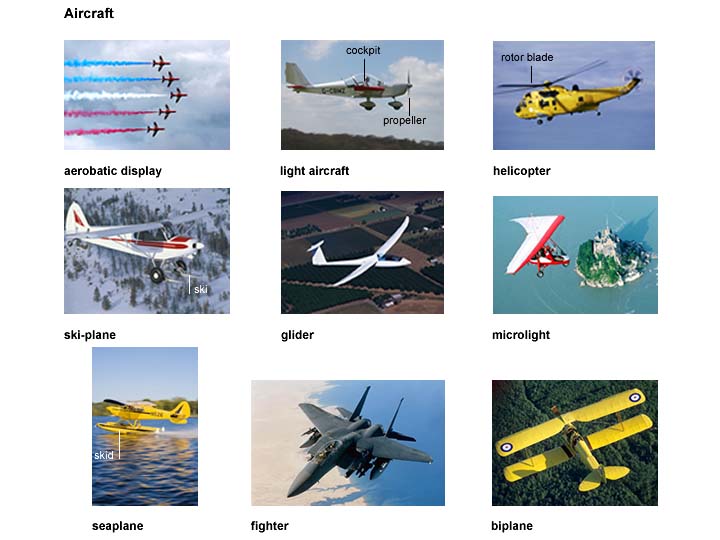 Aircraft
cockpit
propeller
rotor blade
aerobatic display
light aircraft
helicopter
ski
ski-plane
glider
microlight
skid
seaplane
fighter
biplane